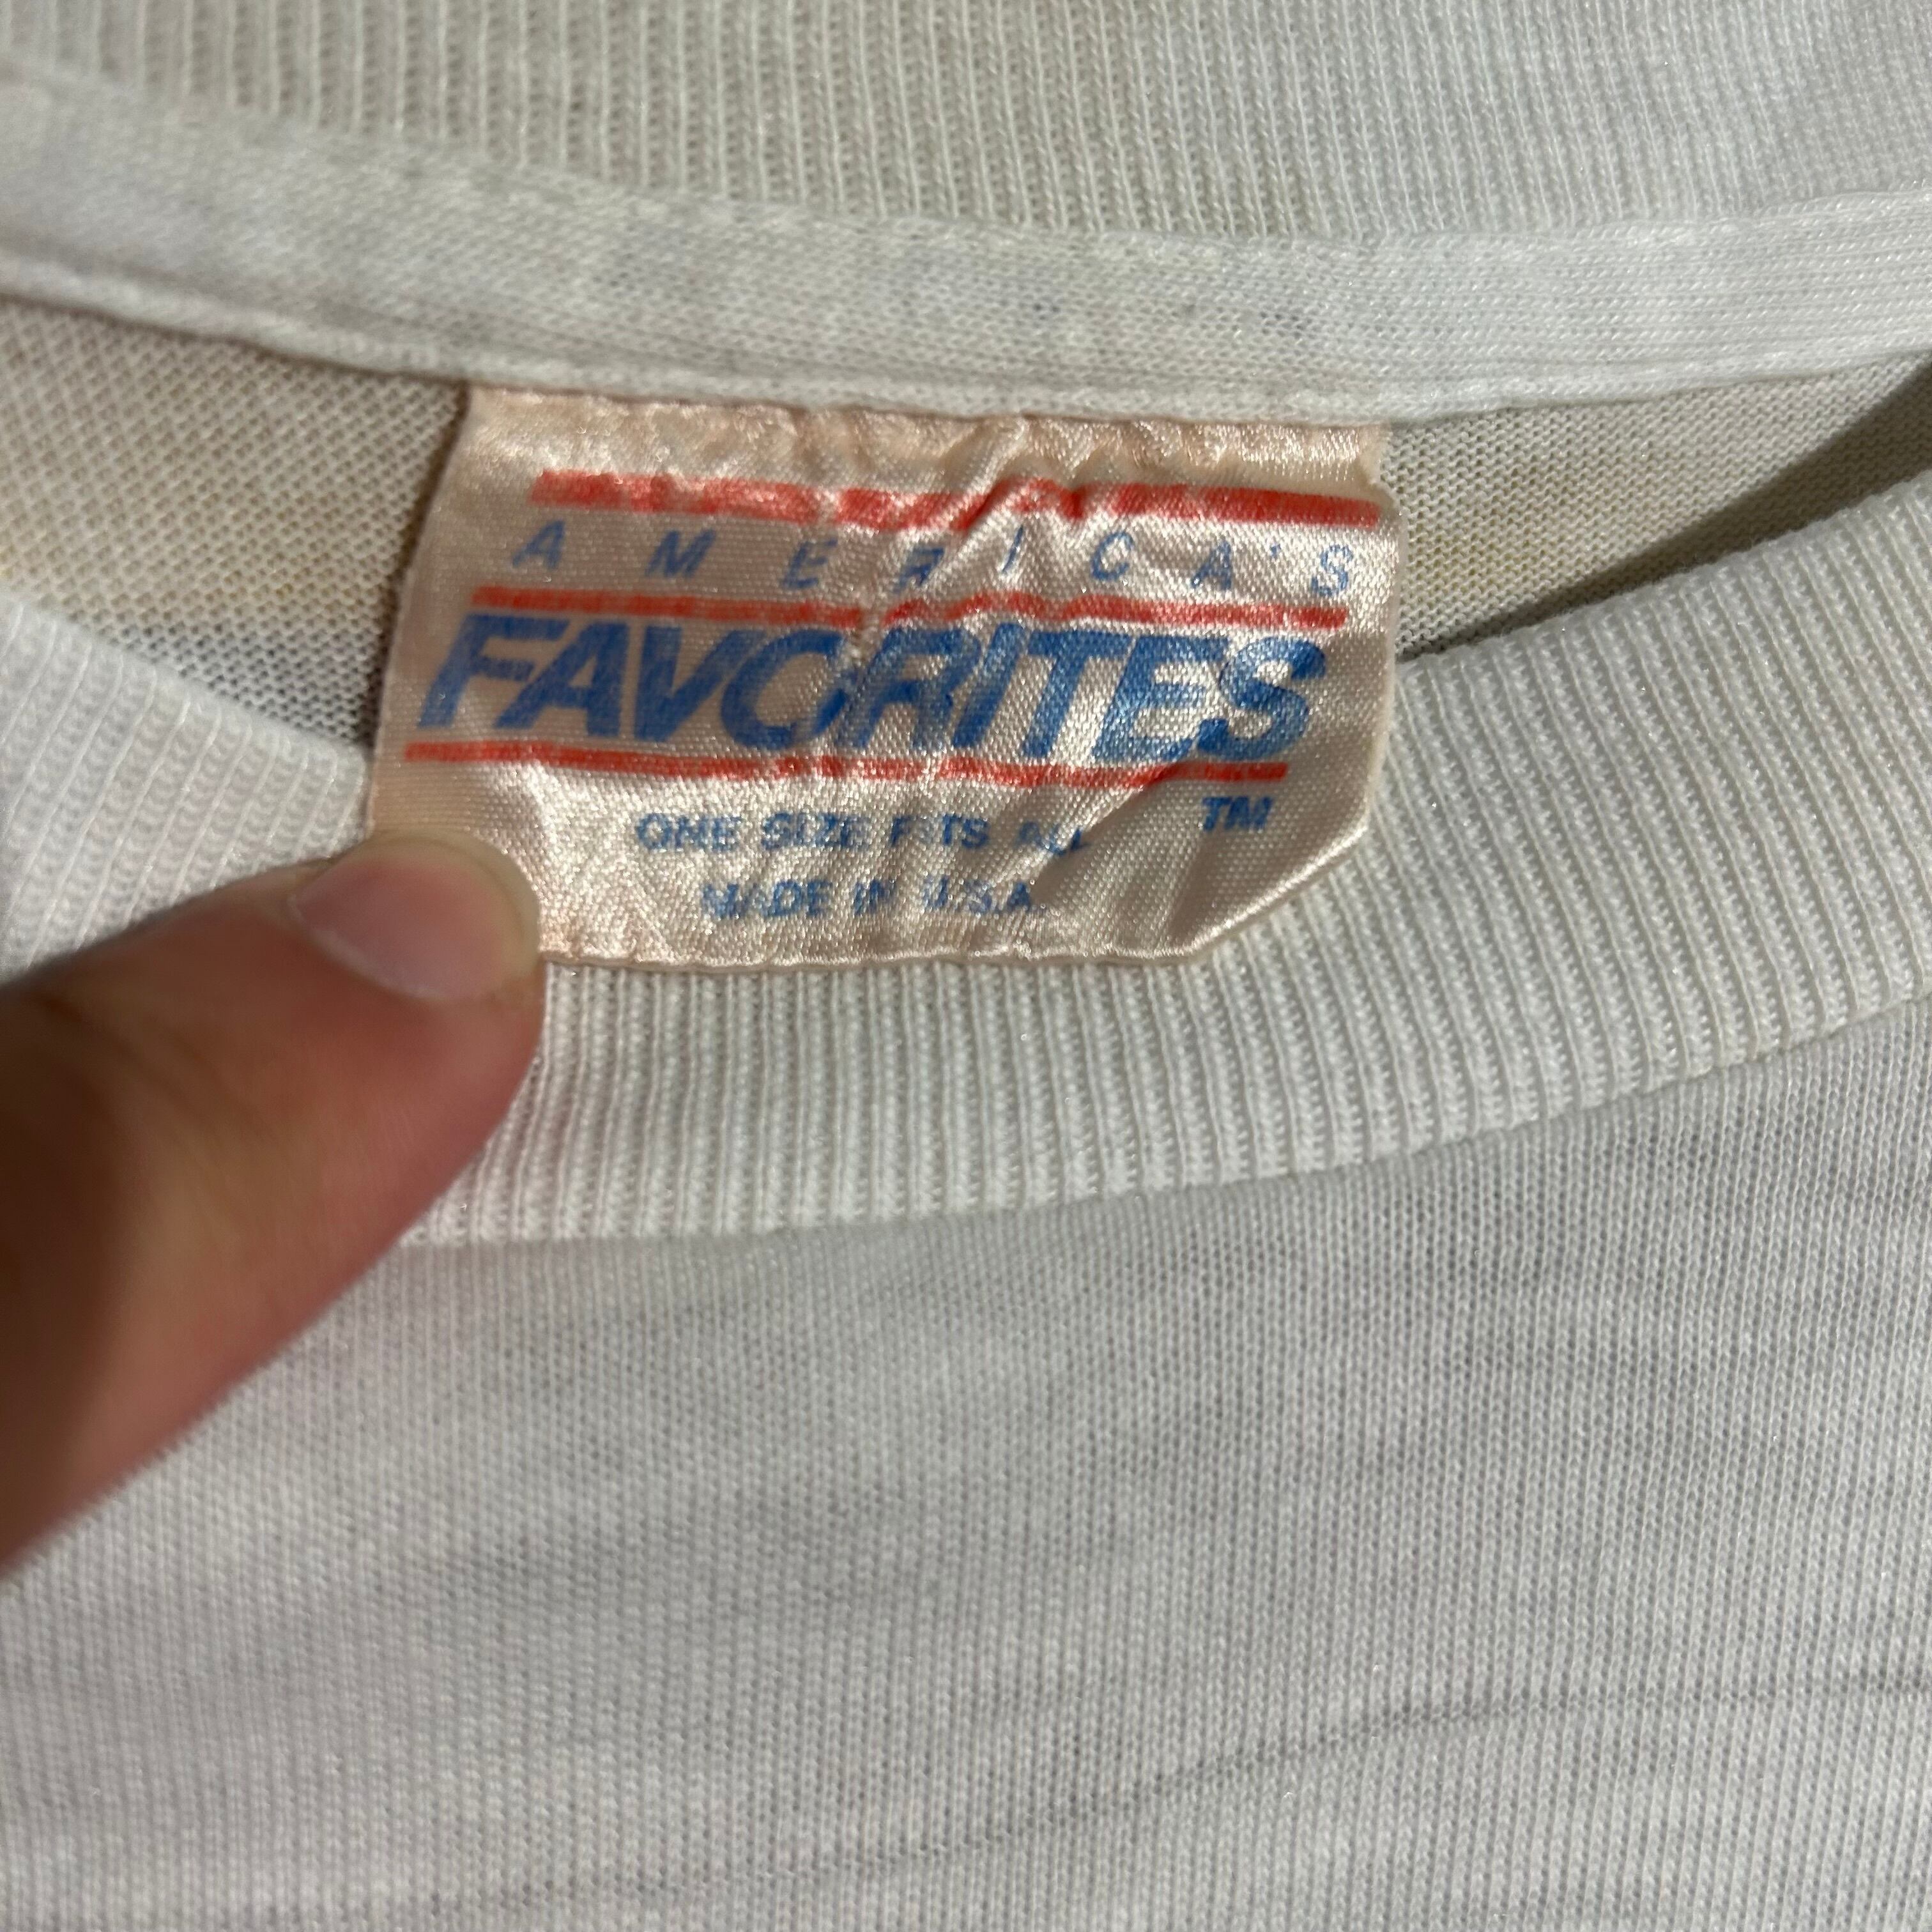 AMERICA'S
FAVORITES
TM
ONE SIZE FITS ALL
MADE IN U.S.A.